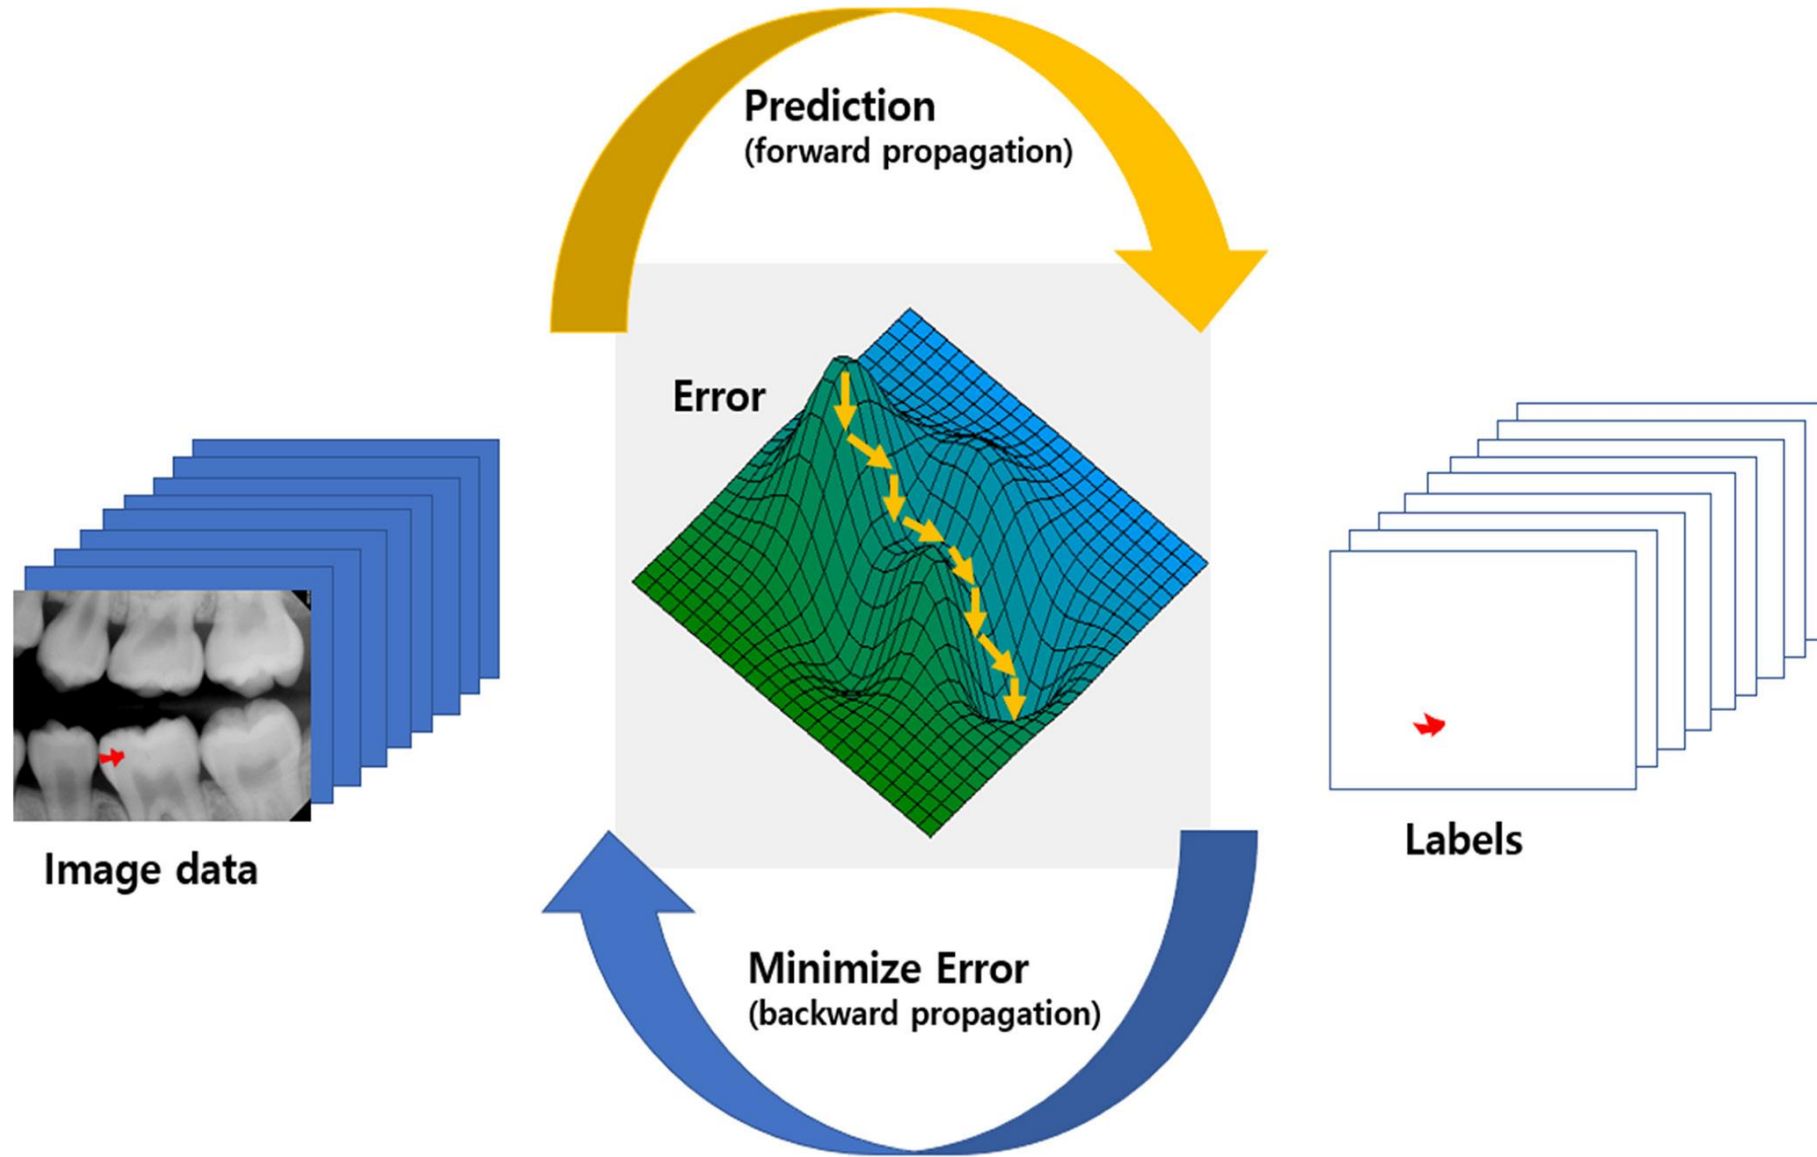 Prediction
(forward propagation)
Error
Image data
Labels
Minimize Error
(backward propagation)